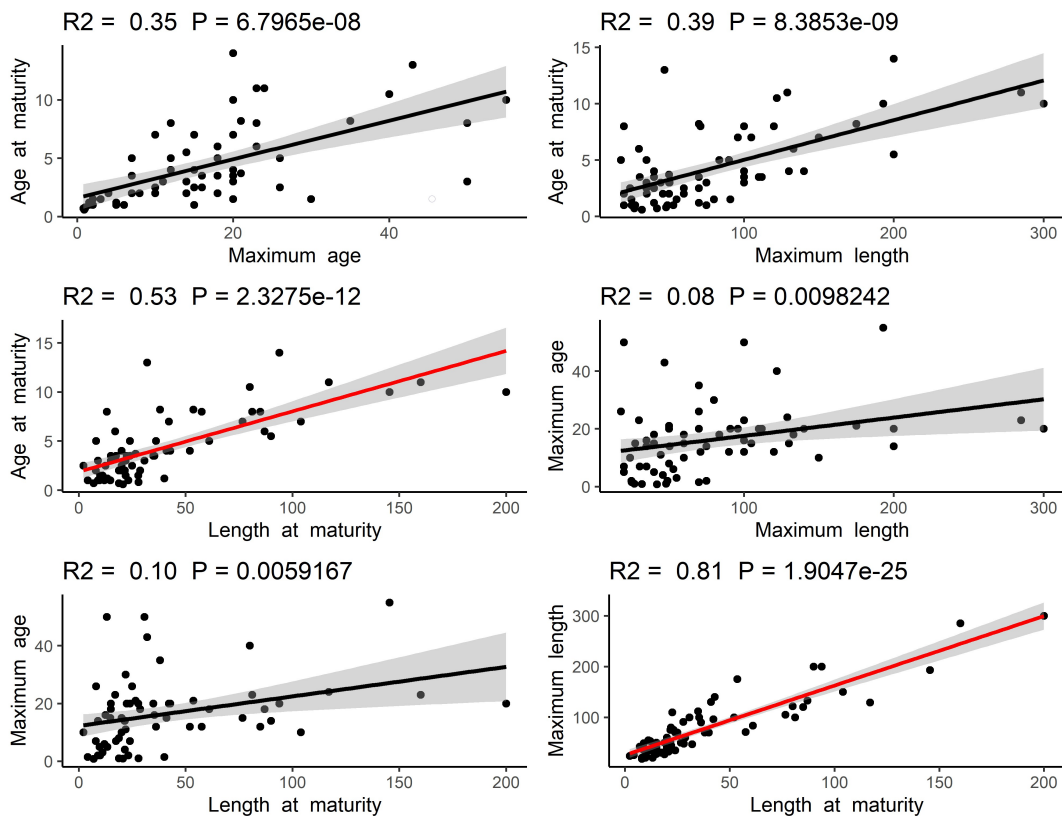 R2 = 0.35 P = 6.7965e-08
Age at maturity
10
5
0
0
20
40
Maximum age
R2 = 0.39 P = 8.3853e-09
Age at maturity
15
10
5
0
100
200
300
Maximum length
R2 = 0.53 P = 2.3275e-12
Age at maturity
15
10
5
0
0
50
100
150
200
Length at maturity
R2 = 0.08 P = 0.0098242
Maximum age
40
20
0
100
200
300
Maximum length
R2 = 0.10 P = 0.0059167
Maximum age
40
20
0
0
50
100
150
200
Length at maturity
R2 = 0.81 P = 1.9047e-25
Maximum length
300
200
100
0
50
100
150
200
Length at maturity